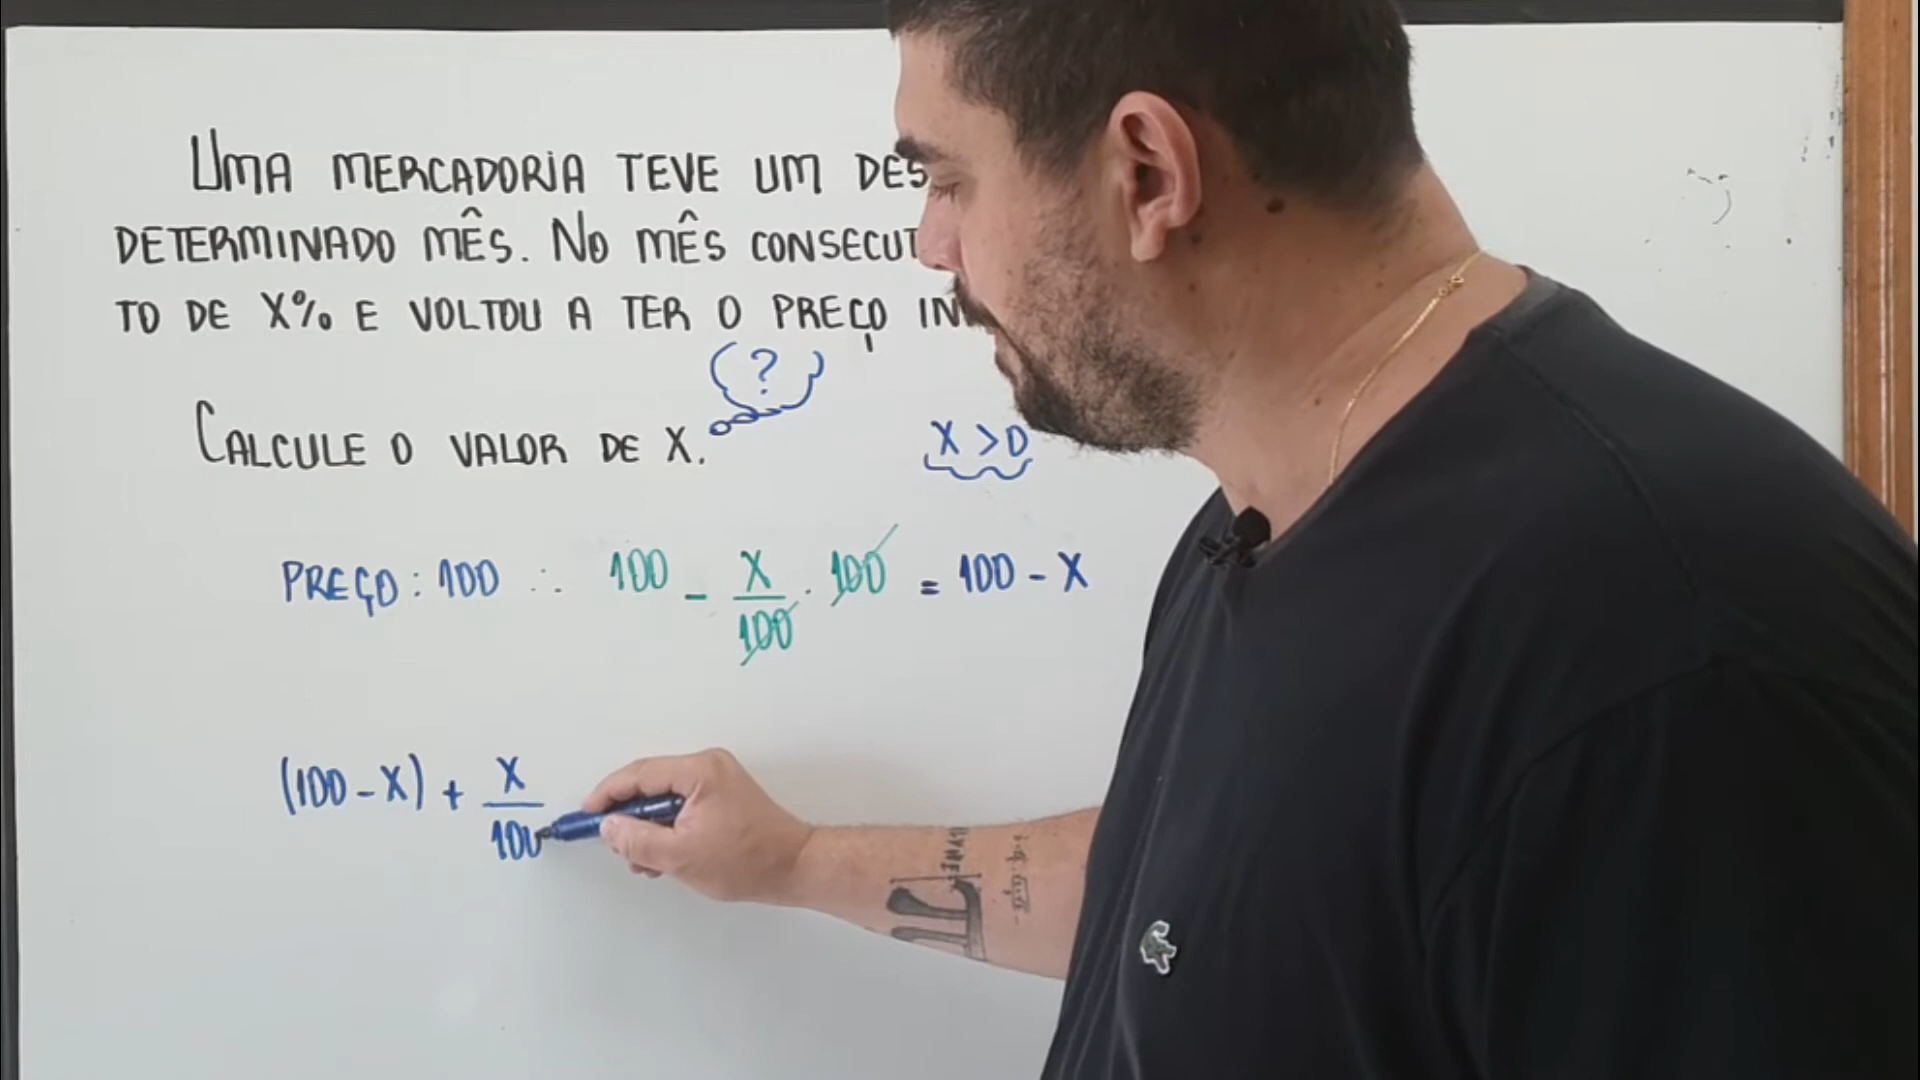 UMA MERCADORIA TEVE UM DES
DETERMINADO MÊS. NO MÊS CONSECUT
TO DE X% E VOLTOU A TER O PREÇO IN
?
CALCULE O VALOR DE X.
X > 0
PREÇO: 100 ∴ 100 - X/100 · 100 = 100 - X
(100 - X) + X/100